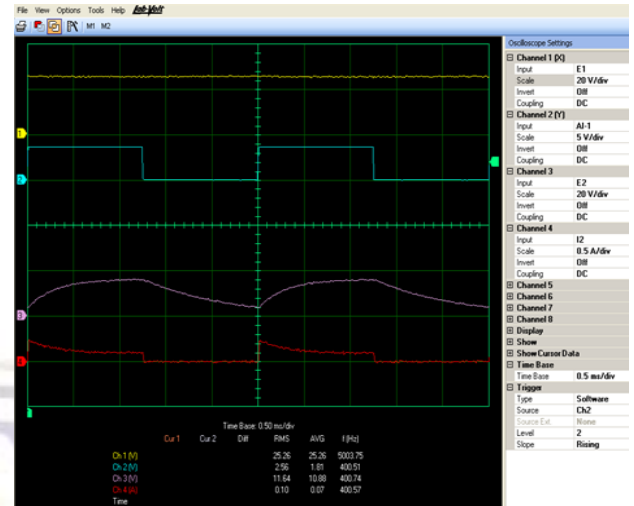 File View Options Tools Help Lab-Volt
M1 M2
Oscilloscope Settings
Channel 1 (X)
Input E1
Scale 20 V/div
Invert Off
Coupling DC
Channel 2 (Y)
Input AI-1
Scale 5 V/div
Invert Off
Coupling DC
Channel 3
Input E2
Scale 20 V/div
Invert Off
Coupling DC
Channel 4
Input I2
Scale 0.5 A/div
Invert Off
Coupling DC
Channel 5
Channel 6
Channel 7
Channel 8
Display
Show
Show Cursor Data
Time Base
Time Base 0.5 ms/div
Trigger
Type Software
Source Ch2
Source Ext. None
Level 2
Slope Rising
1
2
3
4
Time Base: 0.50 ms/div
Cur 1 Cur 2 Diff RMS AVG f (Hz)
Ch 1 (V) 25.26 25.26 5003.75
Ch 2 (V) 2.56 1.81 400.51
Ch 3 (V) 11.64 10.88 400.74
Ch 4 (A) 0.10 0.07 400.57
Time